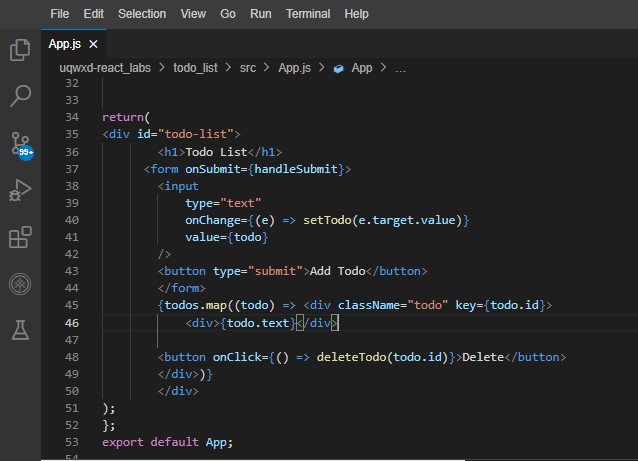 File Edit Selection View Go Run Terminal Help
App.js ×
uqwxd-react_labs > todo_list > src > App.js > App > ...
32
33
34 return(
35 <div id="todo-list">
36 <h1>Todo List</h1>
37 <form onSubmit={handleSubmit}>
38 <input
39 type="text"
40 onChange={(e) => setTodo(e.target.value)}
41 value={todo}
42 />
43 <button type="submit">Add Todo</button>
44 </form>
45 {todos.map((todo) => <div className="todo" key={todo.id}>
46 <div>{todo.text}</div>
47
48 <button onClick={() => deleteTodo(todo.id)}>Delete</button>
49 </div>)}
50 </div>
51 );
52 };
53 export default App;
54
99+